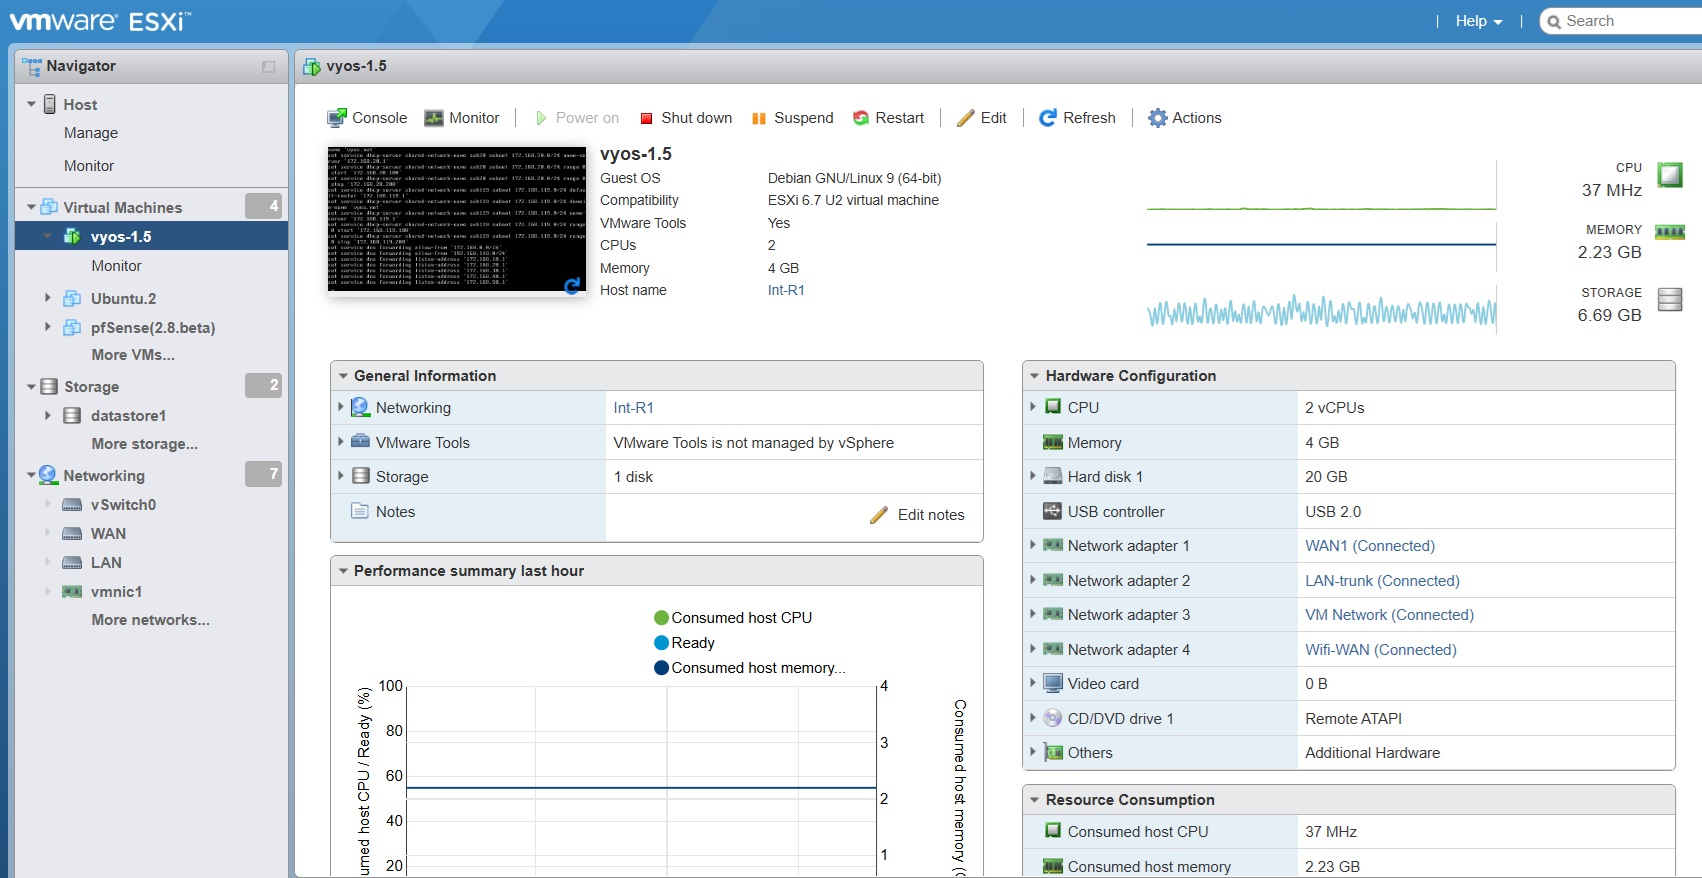 vmware ESXi™
Help
Search
Navigator
vyos-1.5
Host
Manage
Monitor
Virtual Machines 4
vyos-1.5
Monitor
Ubuntu.2
pfSense(2.8.beta)
More VMs...
Storage 2
datastore1
More storage...
Networking 7
vSwitch0
WAN
LAN
vmnic1
More networks...
Console Monitor Power on Shut down Suspend Restart Edit Refresh Actions
set service dhcp-server shared-network-name
vyos-1.5
Guest OS Debian GNU/Linux 9 (64-bit)
Compatibility ESXi 6.7 U2 virtual machine
VMware Tools Yes
CPUs 2
Memory 4 GB
Host name Int-R1
CPU
37 MHz
MEMORY
2.23 GB
STORAGE
6.69 GB
General Information
Networking Int-R1
VMware Tools VMware Tools is not managed by vSphere
Storage 1 disk
Notes Edit notes
Performance summary last hour
Consumed host CPU
Ready
Consumed host memory...
100
80
60
40
20
4
3
2
1
umed host CPU / Ready (%)
Consumed host memory (
Hardware Configuration
CPU 2 vCPUs
Memory 4 GB
Hard disk 1 20 GB
USB controller USB 2.0
Network adapter 1 WAN1 (Connected)
Network adapter 2 LAN-trunk (Connected)
Network adapter 3 VM Network (Connected)
Network adapter 4 Wifi-WAN (Connected)
Video card 0 B
CD/DVD drive 1 Remote ATAPI
Others Additional Hardware
Resource Consumption
Consumed host CPU 37 MHz
Consumed host memory 2.23 GB